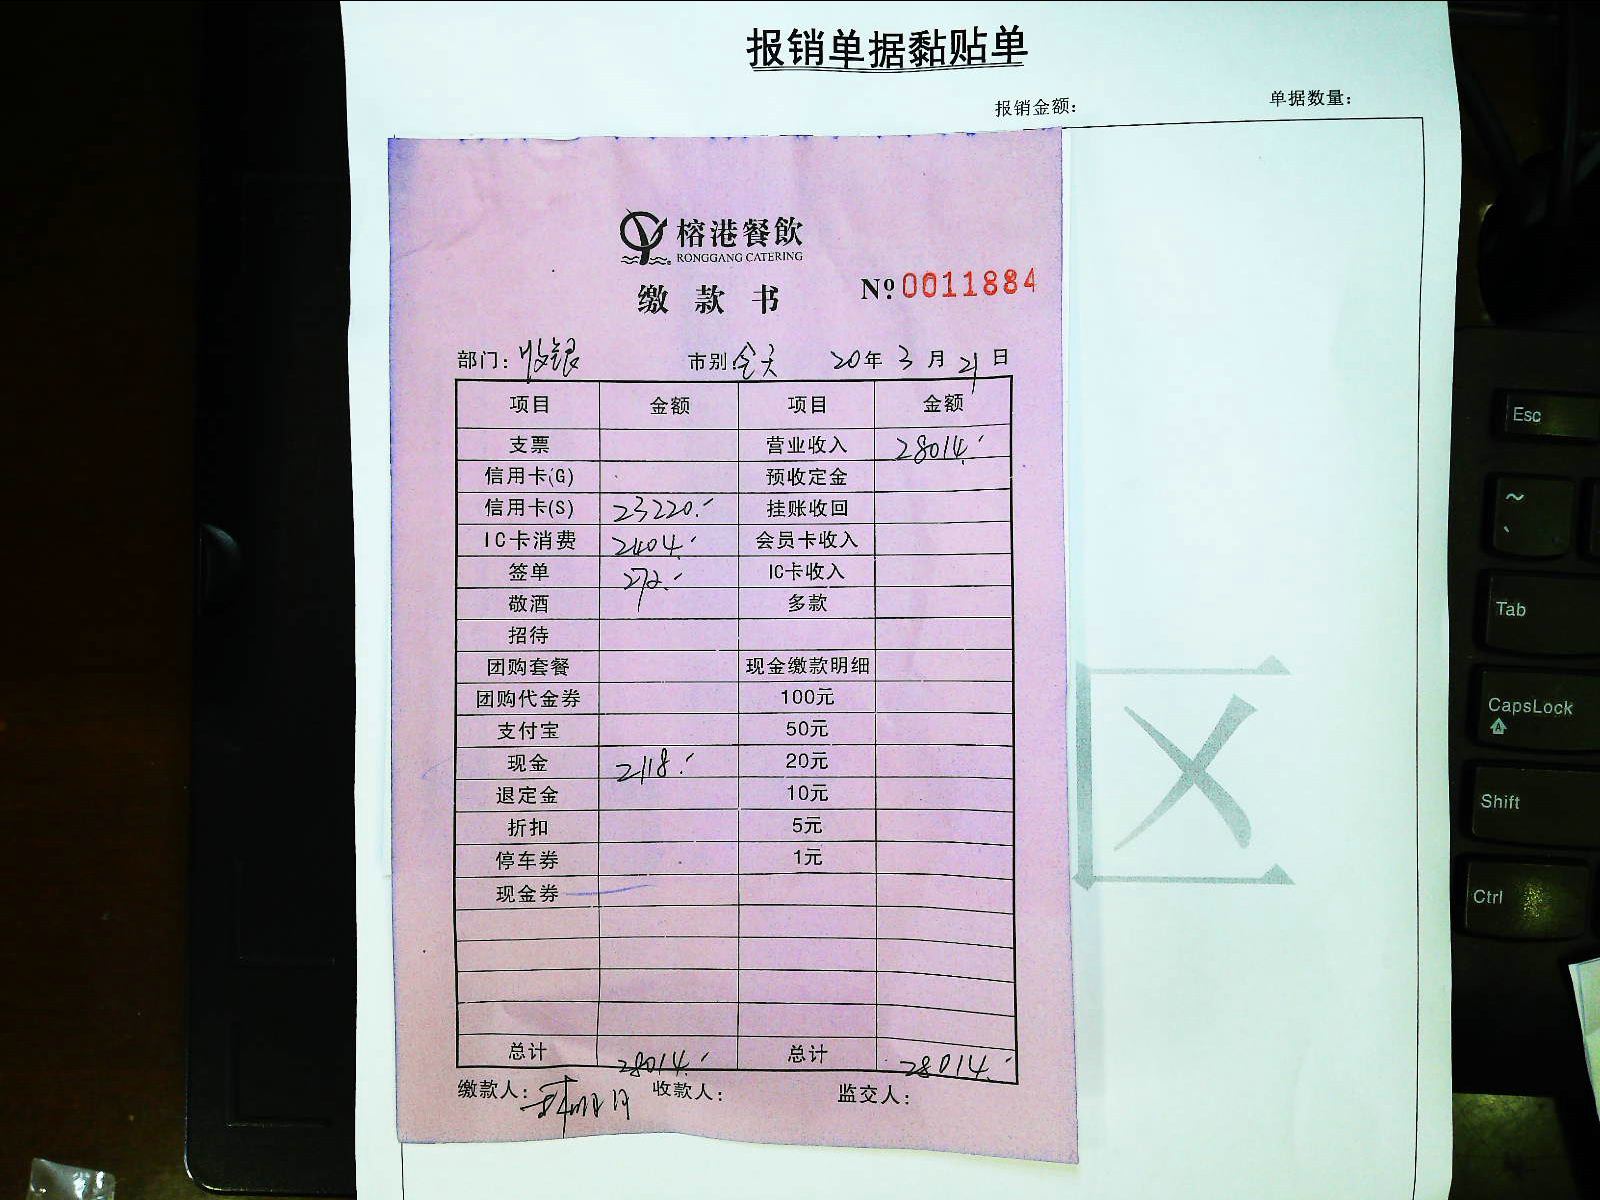 报销单据黏贴单
报销金额： 单据数量：
榕港餐飲
RONGGANG CATERING
缴款书 Nº 0011884
部门：收银 市别：全天 20年 3月 21日
项目 金额 项目 金额
支票 营业收入 28014.-
信用卡(G) 预收定金
信用卡(S) 23220.- 挂账收回
IC卡消费 2404.- 会员卡收入
签单 272.- IC卡收入
敬酒 多款
招待
团购套餐 现金缴款明细
团购代金券 100元
支付宝 50元
现金 2118.- 20元
退定金 10元
折扣 5元
停车券 1元
现金券
总计 28014.- 总计 28014.-
缴款人： 收款人： 监交人：
区
Esc
~
Tab
CapsLock
Shift
Ctrl